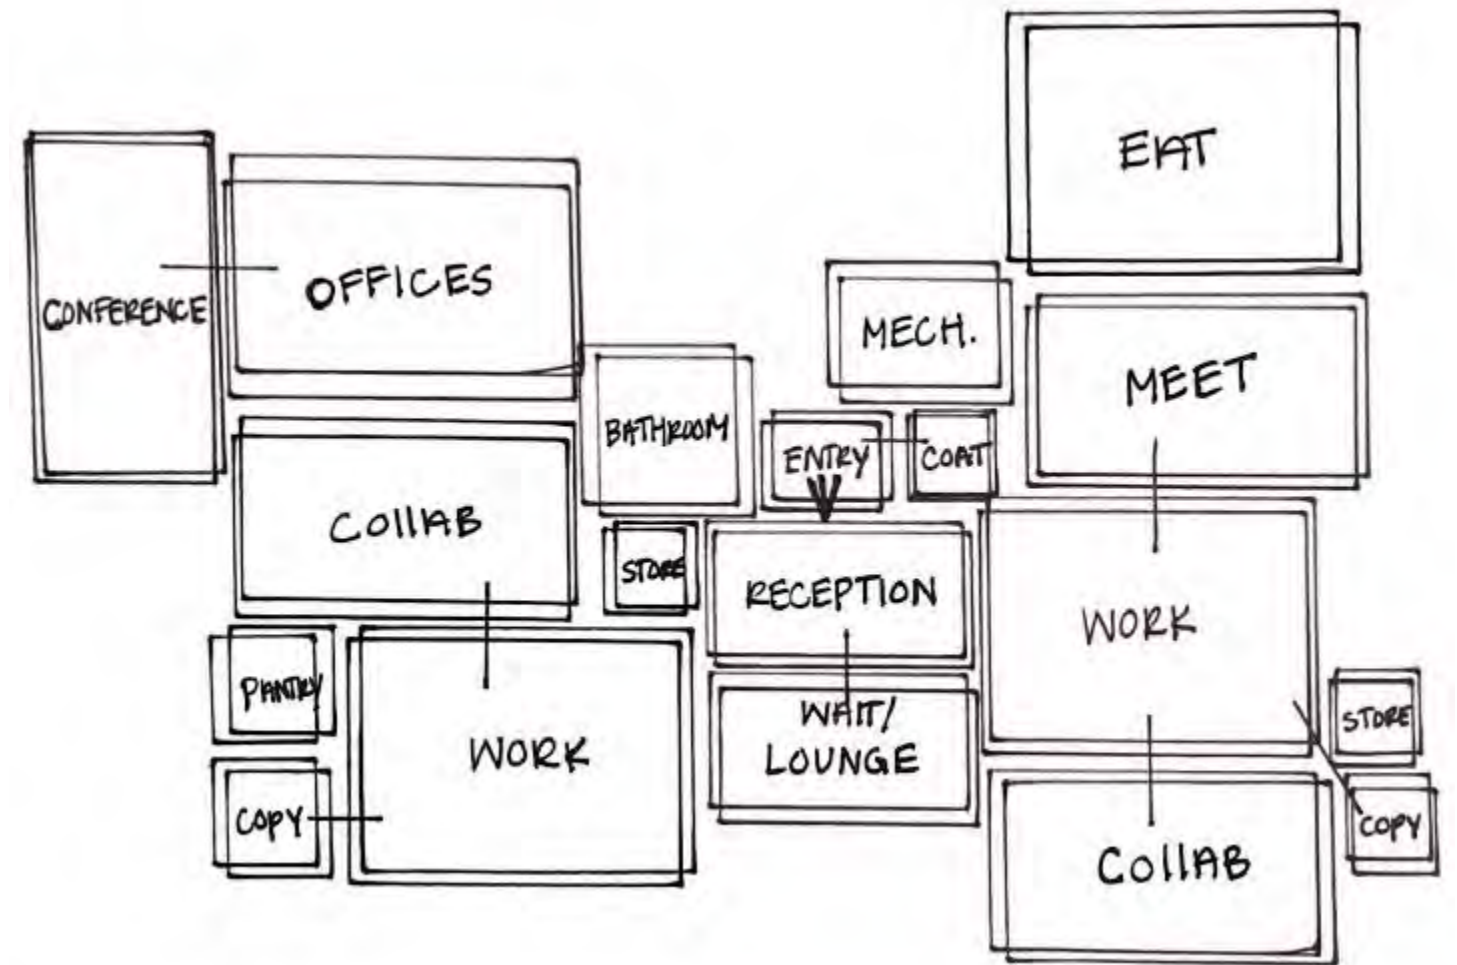 EAT
CONFERENCE
OFFICES
MECH.
MEET
BATHROOM
ENTRY
COAT
COllAB
STORE
RECEPTION
WORK
PANTRY
WAIT/
LOUNGE
STORE
WORK
COPY
COPY
COllAB